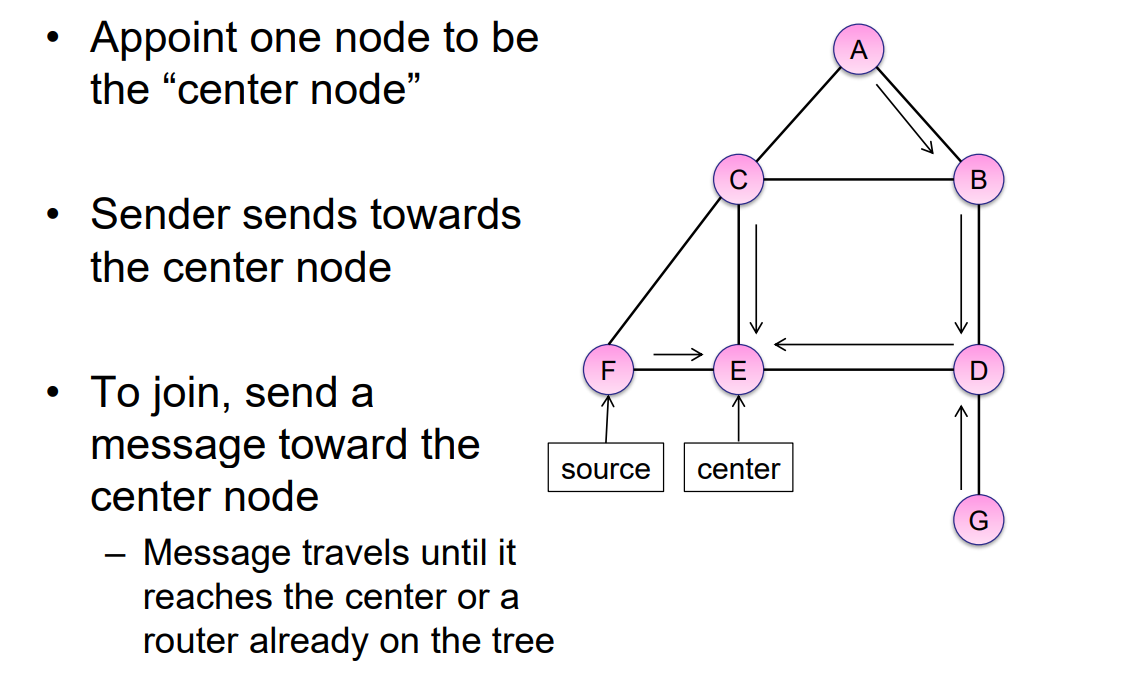 • Appoint one node to be
the “center node”
• Sender sends towards
the center node
• To join, send a
message toward the
center node
– Message travels until it
reaches the center or a
router already on the tree
A
C
B
F
E
D
source
center
G